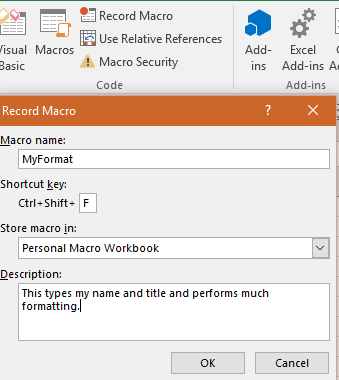 Record Macro
Visual
Basic
Macros
Use Relative References
Macro Security
Code
Add-
ins
Excel
Add-ins
Add-ins
Record Macro
?
Macro name:
MyFormat
Shortcut key:
Ctrl+Shift+ F
Store macro in:
Personal Macro Workbook
Description:
This types my name and title and performs much
formatting.
OK Cancel